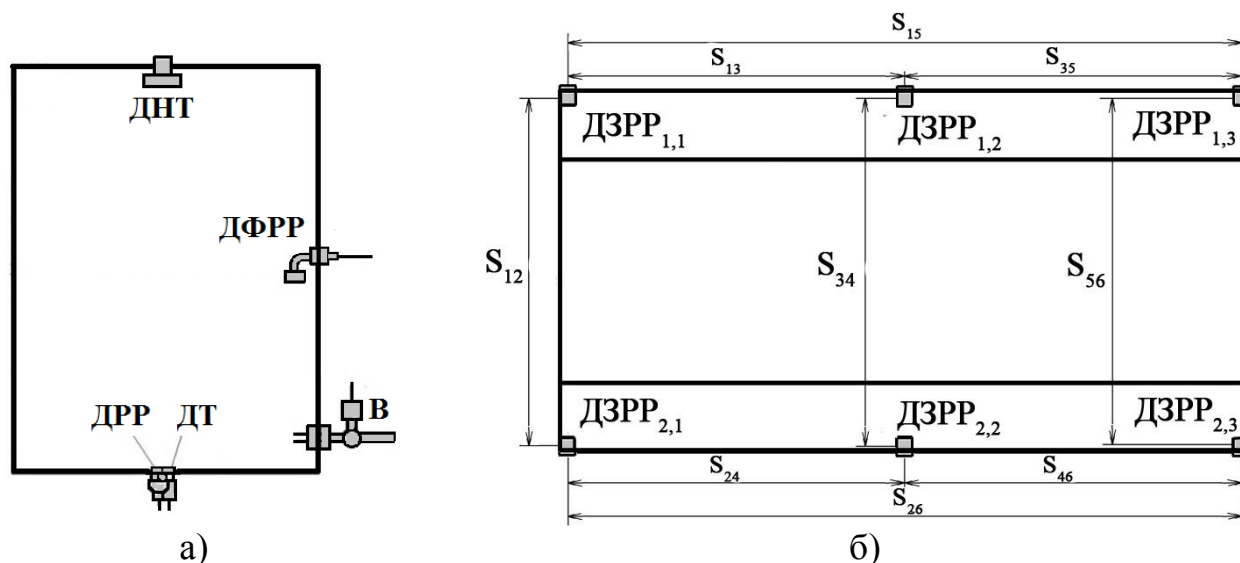 ДНТ
ДФРР
ДРР ДТ
В
а)
S₁₅
S₁₃ S₃₅
ДЗРР₁,₁ ДЗРР₁,₂ ДЗРР₁,₃
S₁₂ S₃₄ S₅₆
ДЗРР₂,₁ ДЗРР₂,₂ ДЗРР₂,₃
S₂₄ S₄₆
S₂₆
б)